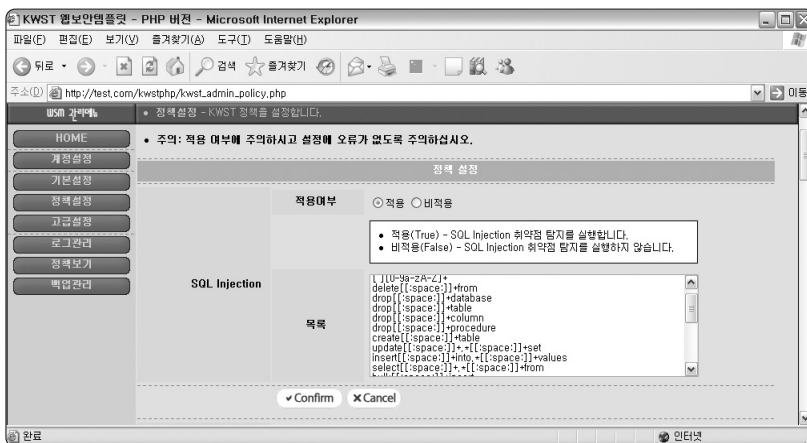 KWST 웹보안템플릿 - PHP 버전 - Microsoft Internet Explorer
파일(F) 편집(E) 보기(V) 즐겨찾기(A) 도구(T) 도움말(H)
뒤로 검색 즐겨찾기
주소(D) http://test.com/kwstphp/kwst_admin_policy.php 이동
WSM 관리메뉴
• 정책설정 - KWST 정책을 설정합니다.
HOME
계정설정
기본설정
정책설정
고급설정
로그관리
정책보기
백업관리
• 주의: 적용 여부에 주의하시고 설정에 오류가 없도록 주의하십시오.
정책 설정
SQL Injection
적용여부
적용 비적용
• 적용(True) - SQL Injection 취약점 탐지를 실행합니다.
• 비적용(False) - SQL Injection 취약점 탐지를 실행하지 않습니다.
목록
delete[[:space:]]+from
drop[[:space:]]+database
drop[[:space:]]+table
drop[[:space:]]+column
drop[[:space:]]+procedure
create[[:space:]]+table
update[[:space:]]+.+[[:space:]]+set
insert[[:space:]]+into.+[[:space:]]+values
select[[:space:]]+.+[[:space:]]+from
Confirm Cancel
완료 인터넷